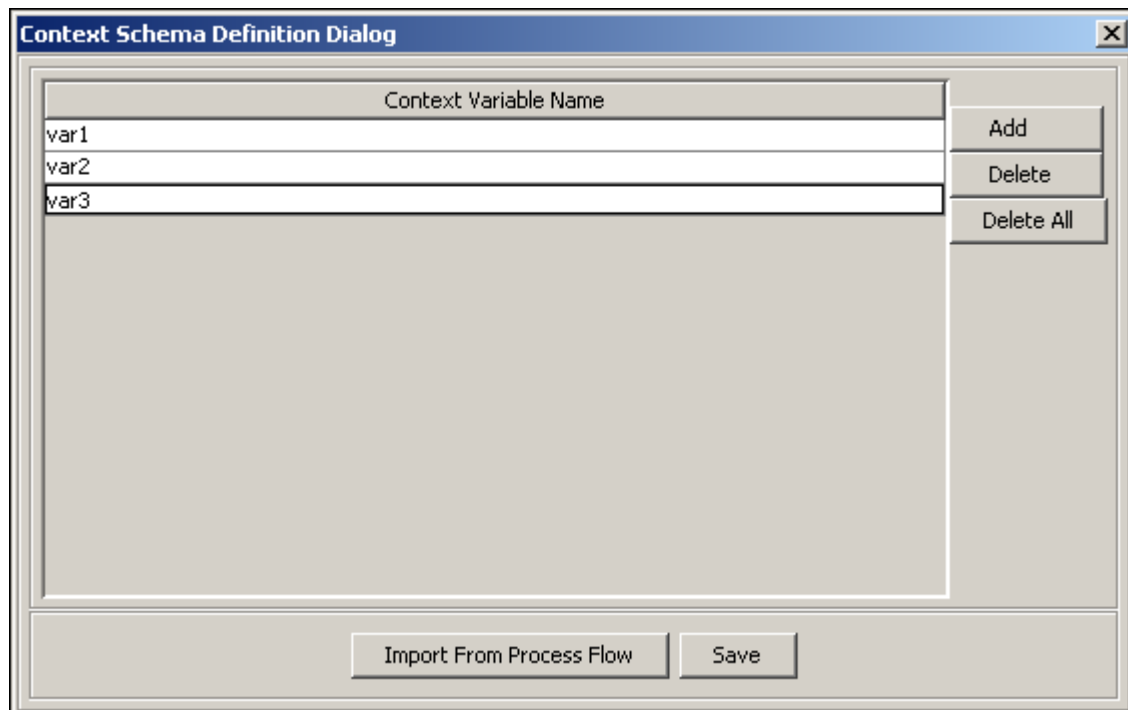 Context Schema Definition Dialog
Context Variable Name
var1
var2
var3
Add
Delete
Delete All
Import From Process Flow
Save